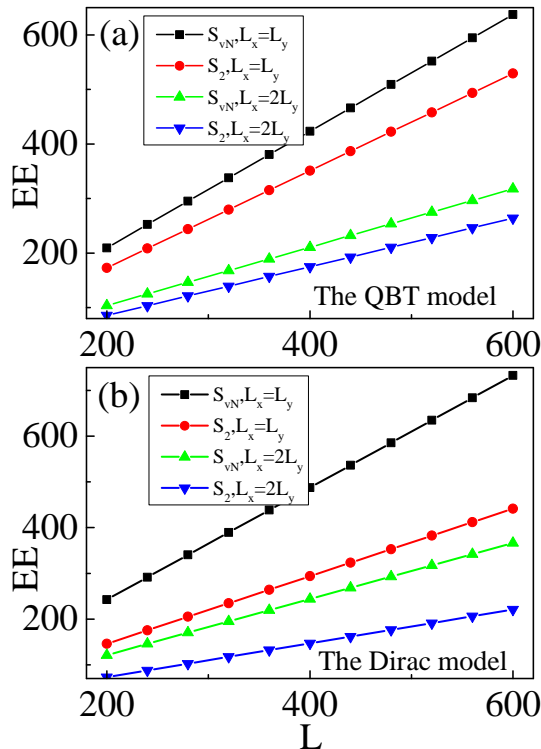 (a)
S_vN,L_x=L_y
S_2,L_x=L_y
S_vN,L_x=2L_y
S_2,L_x=2L_y
600
400
200
EE
The QBT model
200 400 600
(b)
S_vN,L_x=L_y
S_2,L_x=L_y
S_vN,L_x=2L_y
S_2,L_x=2L_y
600
400
200
EE
The Dirac model
200 400 600
L